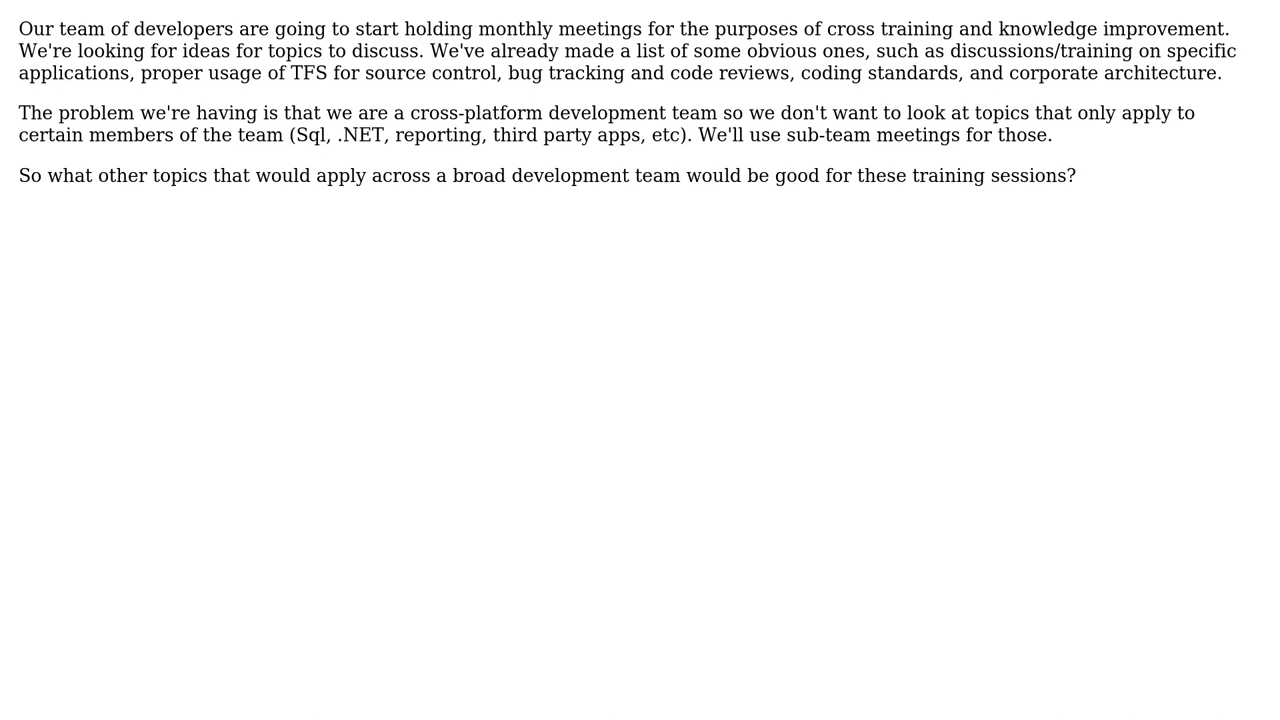 Our team of developers are going to start holding monthly meetings for the purposes of cross training and knowledge improvement.
We're looking for ideas for topics to discuss. We've already made a list of some obvious ones, such as discussions/training on specific
applications, proper usage of TFS for source control, bug tracking and code reviews, coding standards, and corporate architecture.
The problem we're having is that we are a cross-platform development team so we don't want to look at topics that only apply to
certain members of the team (Sql, .NET, reporting, third party apps, etc). We'll use sub-team meetings for those.
So what other topics that would apply across a broad development team would be good for these training sessions?